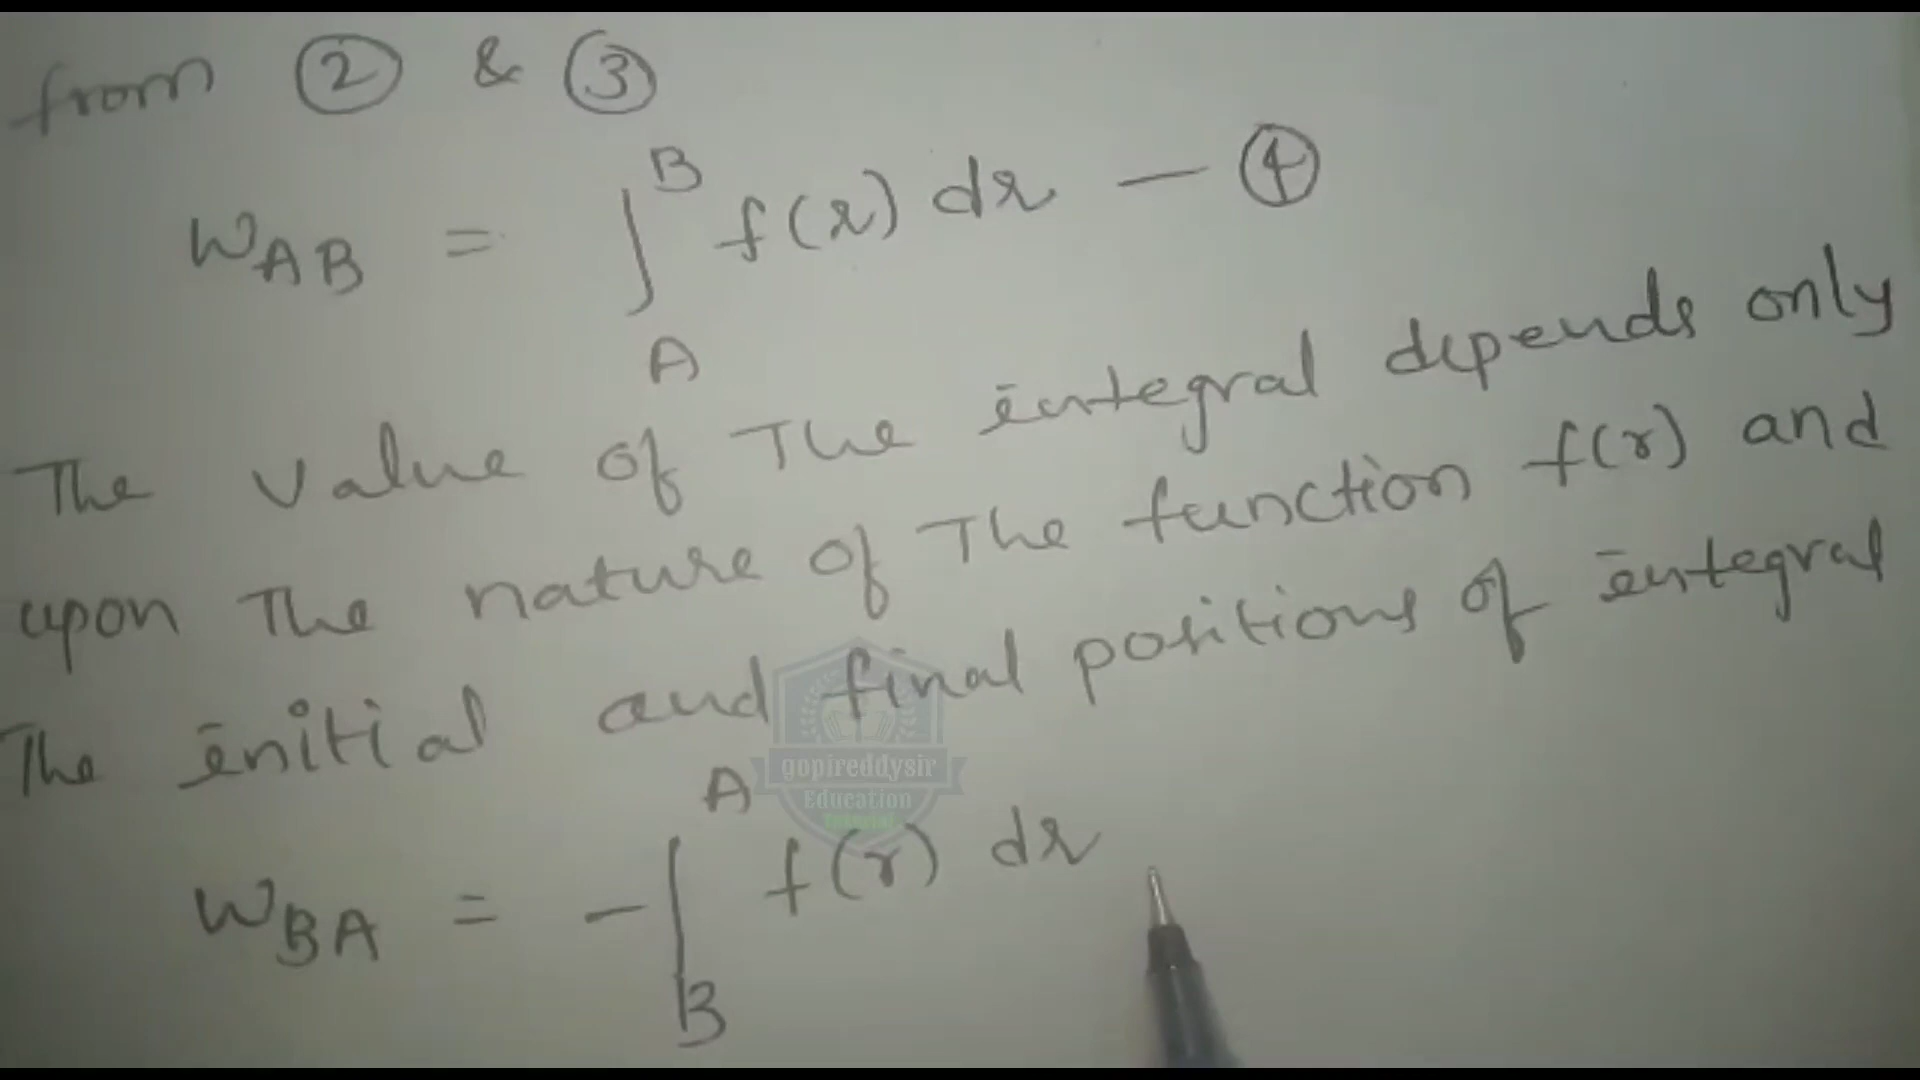 from ② & ③
W_AB = ∫_A^B f(r) dr — ④
The value of The integral depends only
upon The nature of The function f(r) and
The initial and final positions of integral
gopireddysir
Education
W_BA = -∫_B^A f(r) dr